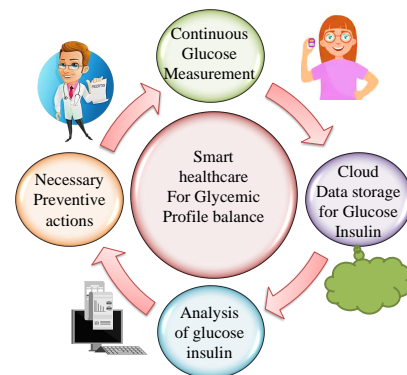 Continuous
Glucose
Measurement
Smart
healthcare
For Glycemic
Profile balance
Cloud
Data storage
for Glucose
Insulin
Analysis
of glucose
insulin
Necessary
Preventive
actions